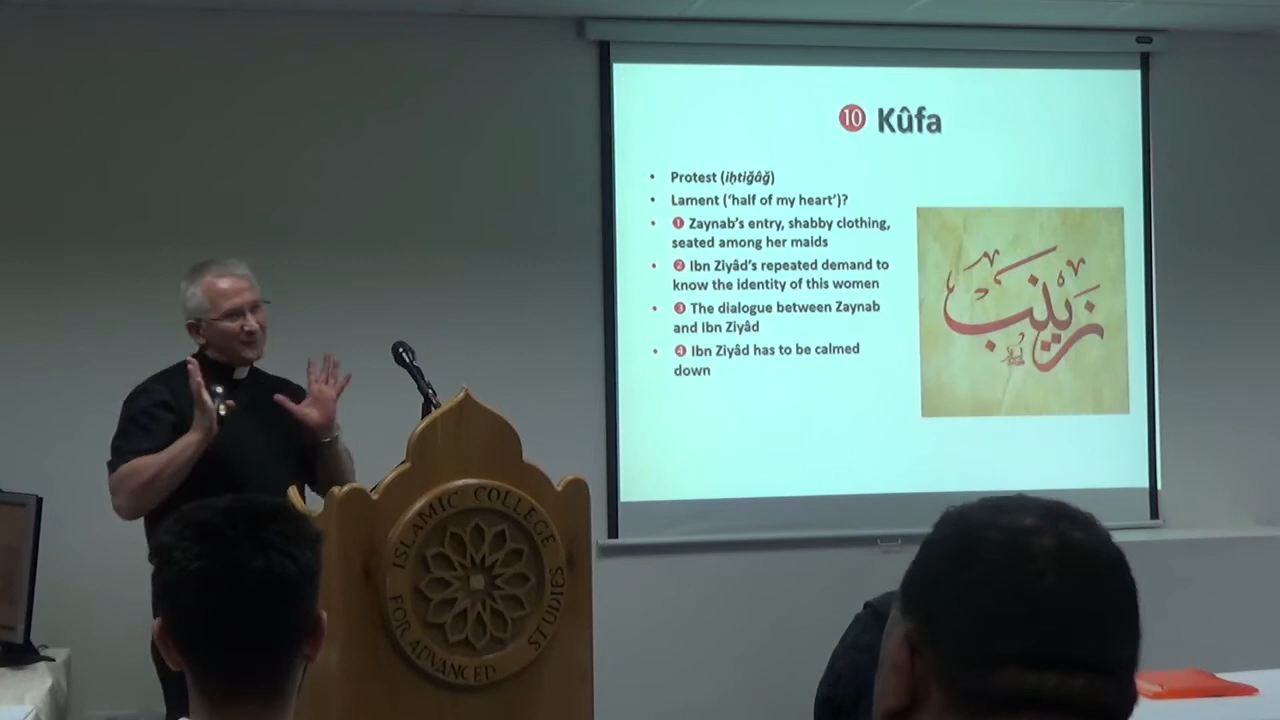 ❿ Kûfa
• Protest (iḥtiğâğ)
• Lament ('half of my heart')?
• ❶ Zaynab's entry, shabby clothing,
seated among her maids
• ❷ Ibn Ziyâd's repeated demand to
know the identity of this women
• ❸ The dialogue between Zaynab
and Ibn Ziyâd
• ❹ Ibn Ziyâd has to be calmed
down
زينب
ISLAMIC COLLEGE
FOR ADVANCED STUDIES